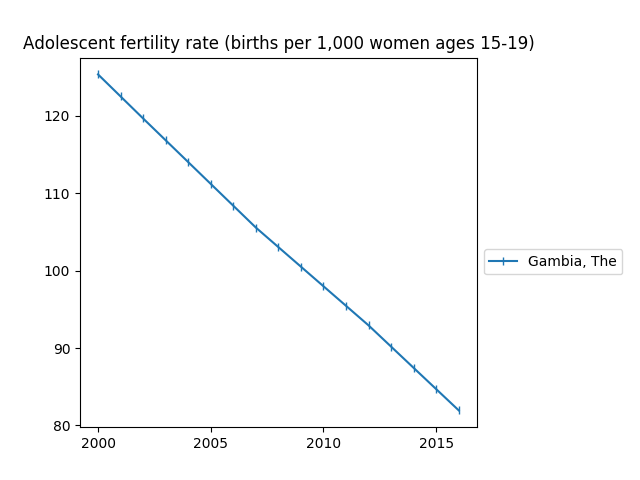 Adolescent fertility rate (births per 1,000 women ages 15-19)
120
110
100
90
80
2000 2005 2010 2015
Gambia, The